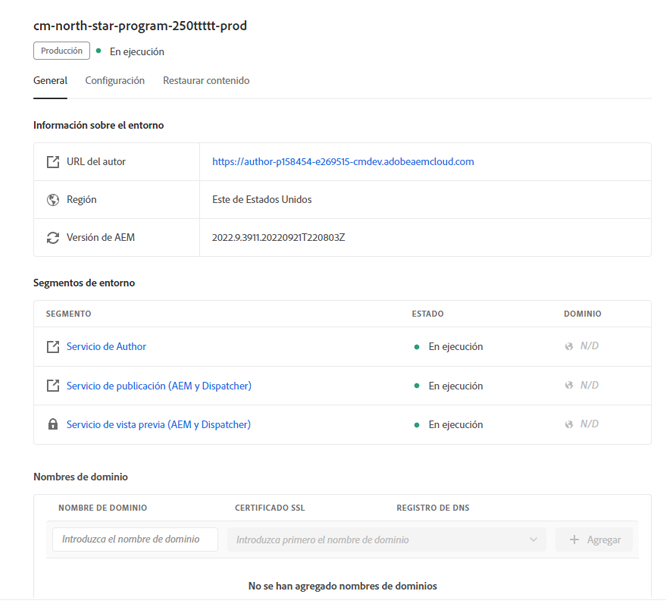 cm-north-star-program-250ttttt-prod
Producción En ejecución
General Configuración Restaurar contenido
Información sobre el entorno
URL del autor https://author-p158454-e269515-cmdev.adobeaemcloud.com
Región Este de Estados Unidos
Versión de AEM 2022.9.3911.20220921T220803Z
Segmentos de entorno
SEGMENTO ESTADO DOMINIO
Servicio de Author En ejecución N/D
Servicio de publicación (AEM y Dispatcher) En ejecución N/D
Servicio de vista previa (AEM y Dispatcher) En ejecución N/D
Nombres de dominio
NOMBRE DE DOMINIO CERTIFICADO SSL REGISTRO DE DNS
Introduzca el nombre de dominio Introduzca primero el nombre de dominio Agregar
No se han agregado nombres de dominios